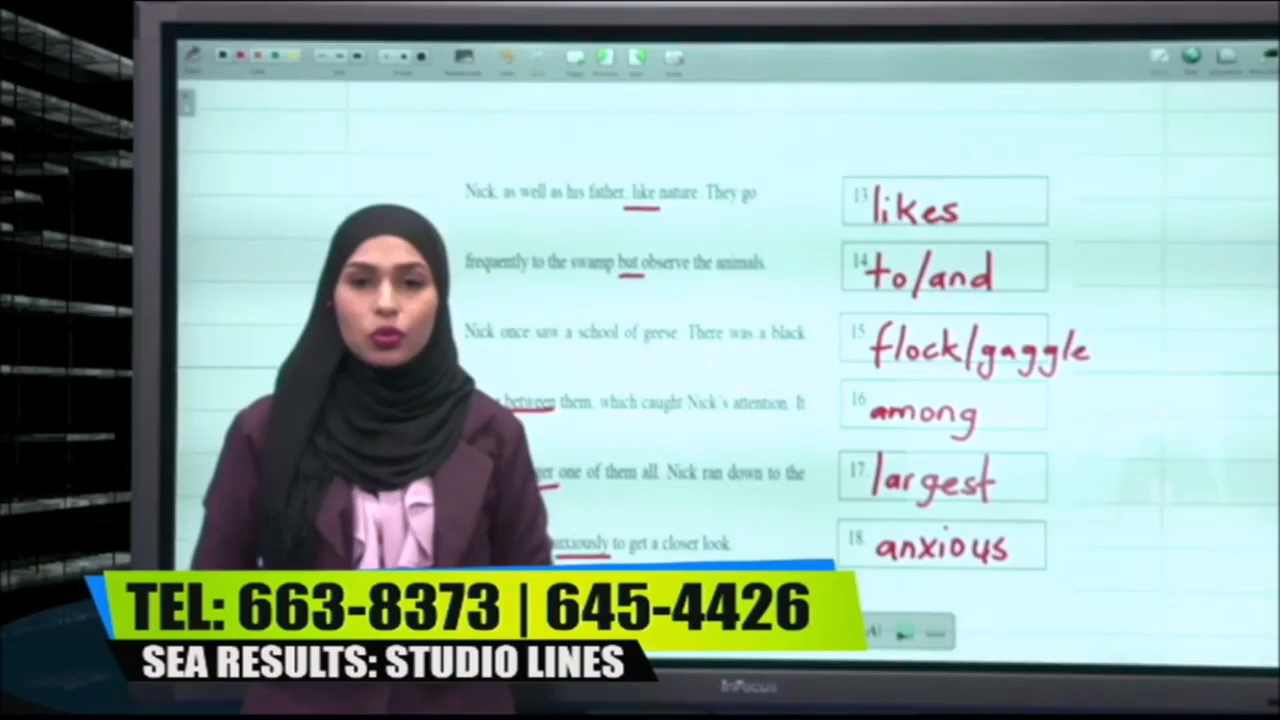 Nick, as well as his father, like nature. They go
13 likes
frequently to the swamp but observe the animals.
14 to/and
Nick once saw a school of geese. There was a black
15 flock/gaggle
between them, which caught Nick's attention. It
16 among
one of them all. Nick ran down to the
17. largest
anxiously to get a closer look.
18. anxious
TEL: 663-8373 | 645-4426
SEA RESULTS: STUDIO LINES
InFocus